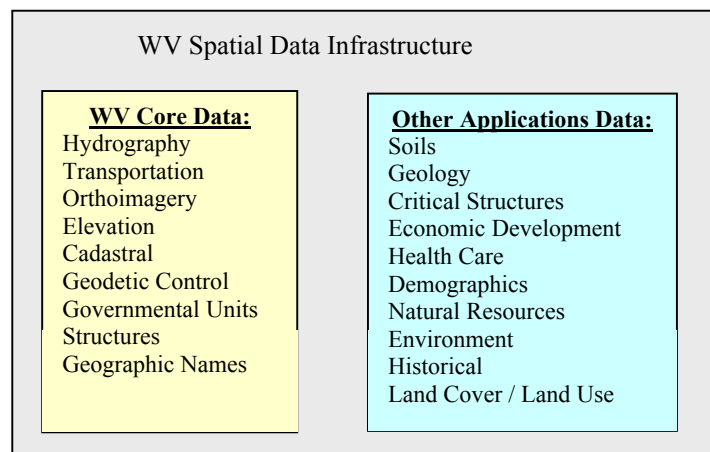 WV Spatial Data Infrastructure
WV Core Data:
Hydrography
Transportation
Orthoimagery
Elevation
Cadastral
Geodetic Control
Governmental Units
Structures
Geographic Names
Other Applications Data:
Soils
Geology
Critical Structures
Economic Development
Health Care
Demographics
Natural Resources
Environment
Historical
Land Cover / Land Use